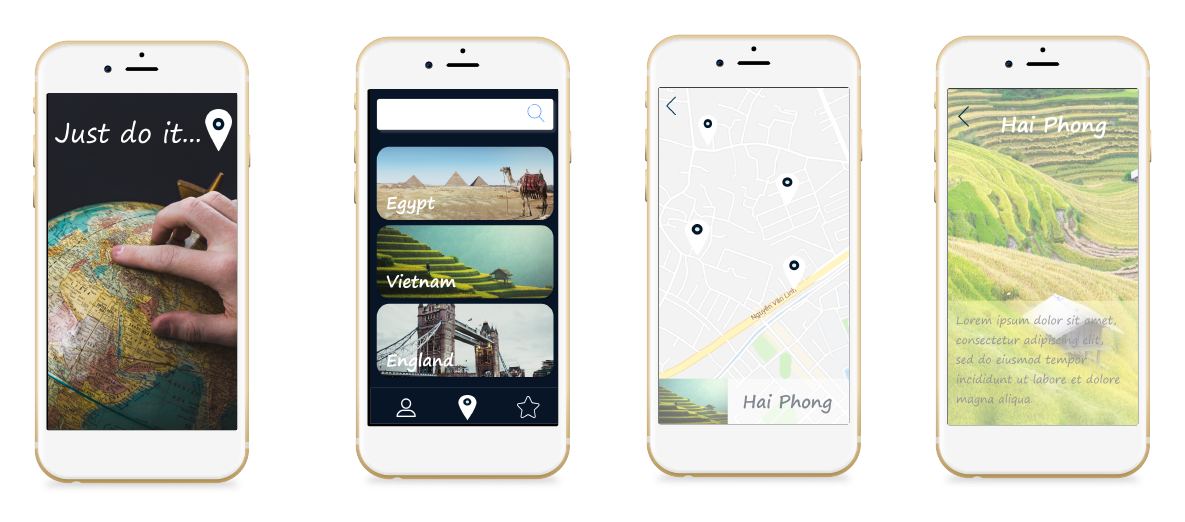 Just do it...
Egypt
Vietnam
England
Nguyễn Văn Linh
Hai Phong
Hai Phong
Lorem ipsum dolor sit amet,
consectetur adipiscing elit,
sed do eiusmod tempor
incididunt ut labore et dolore
magna aliqua